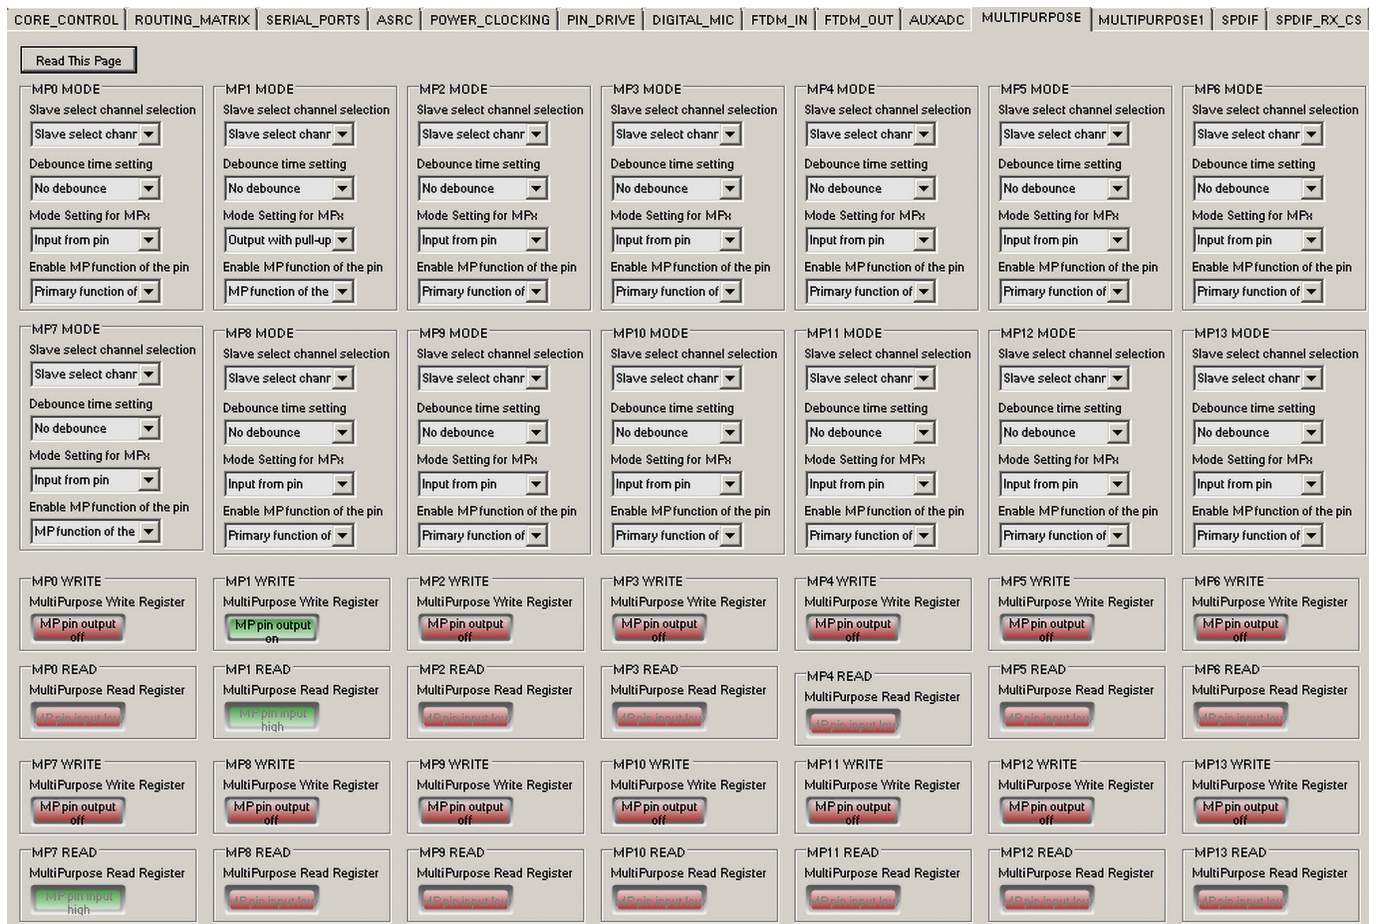 CORE_CONTROL ROUTING_MATRIX SERIAL_PORTS ASRC POWER_CLOCKING PIN_DRIVE DIGITAL_MIC FTDM_IN FTDM_OUT AUXADC MULTIPURPOSE MULTIPURPOSE1 SPDIF SPDIF_RX_CS
Read This Page
MP0 MODE MP1 MODE MP2 MODE MP3 MODE MP4 MODE MP5 MODE MP6 MODE
Slave select channel selection Slave select channel selection Slave select channel selection Slave select channel selection Slave select channel selection Slave select channel selection Slave select channel selection
Slave select chanr Slave select chanr Slave select chanr Slave select chanr Slave select chanr Slave select chanr Slave select chanr
Debounce time setting Debounce time setting Debounce time setting Debounce time setting Debounce time setting Debounce time setting Debounce time setting
No debounce No debounce No debounce No debounce No debounce No debounce No debounce
Mode Setting for MPx Mode Setting for MPx Mode Setting for MPx Mode Setting for MPx Mode Setting for MPx Mode Setting for MPx Mode Setting for MPx
Input from pin Output with pull-up Input from pin Input from pin Input from pin Input from pin Input from pin
Enable MP function of the pin Enable MP function of the pin Enable MP function of the pin Enable MP function of the pin Enable MP function of the pin Enable MP function of the pin Enable MP function of the pin
Primary function of MP function of the Primary function of Primary function of Primary function of Primary function of Primary function of
MP7 MODE MP8 MODE MP9 MODE MP10 MODE MP11 MODE MP12 MODE MP13 MODE
Slave select channel selection Slave select channel selection Slave select channel selection Slave select channel selection Slave select channel selection Slave select channel selection Slave select channel selection
Slave select chanr Slave select chanr Slave select chanr Slave select chanr Slave select chanr Slave select chanr Slave select chanr
Debounce time setting Debounce time setting Debounce time setting Debounce time setting Debounce time setting Debounce time setting Debounce time setting
No debounce No debounce No debounce No debounce No debounce No debounce No debounce
Mode Setting for MPx Mode Setting for MPx Mode Setting for MPx Mode Setting for MPx Mode Setting for MPx Mode Setting for MPx Mode Setting for MPx
Input from pin Input from pin Input from pin Input from pin Input from pin Input from pin Input from pin
Enable MP function of the pin Enable MP function of the pin Enable MP function of the pin Enable MP function of the pin Enable MP function of the pin Enable MP function of the pin Enable MP function of the pin
MP function of the Primary function of Primary function of Primary function of Primary function of Primary function of Primary function of
MP0 WRITE MP1 WRITE MP2 WRITE MP3 WRITE MP4 WRITE MP5 WRITE MP6 WRITE
MultiPurpose Write Register MultiPurpose Write Register MultiPurpose Write Register MultiPurpose Write Register MultiPurpose Write Register MultiPurpose Write Register MultiPurpose Write Register
MP pin output MP pin output MP pin output MP pin output MP pin output MP pin output MP pin output
off on off off off off off
MP0 READ MP1 READ MP2 READ MP3 READ MP4 READ MP5 READ MP6 READ
MultiPurpose Read Register MultiPurpose Read Register MultiPurpose Read Register MultiPurpose Read Register MultiPurpose Read Register MultiPurpose Read Register MultiPurpose Read Register
pin input MP pin input pin input pin input pin input pin input pin input
high
MP7 WRITE MP8 WRITE MP9 WRITE MP10 WRITE MP11 WRITE MP12 WRITE MP13 WRITE
MultiPurpose Write Register MultiPurpose Write Register MultiPurpose Write Register MultiPurpose Write Register MultiPurpose Write Register MultiPurpose Write Register MultiPurpose Write Register
MP pin output MP pin output MP pin output MP pin output MP pin output MP pin output MP pin output
off off off off off off off
MP7 READ MP8 READ MP9 READ MP10 READ MP11 READ MP12 READ MP13 READ
MultiPurpose Read Register MultiPurpose Read Register MultiPurpose Read Register MultiPurpose Read Register MultiPurpose Read Register MultiPurpose Read Register MultiPurpose Read Register
MP pin input pin input pin input pin input pin input pin input pin input
high